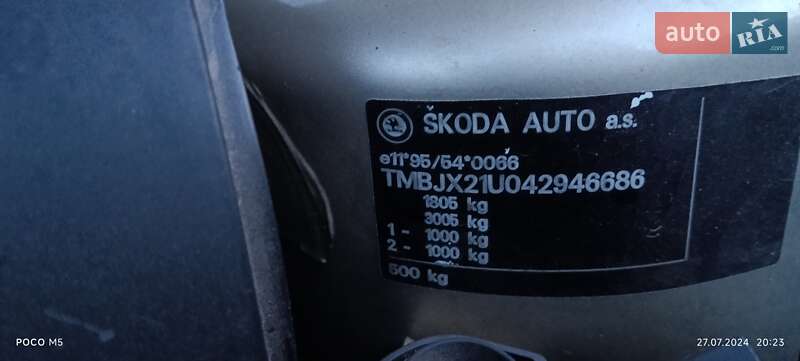 auto RIA .com
ŠKODA AUTO a.s.
e11*95/54*0066
TMBJX21U042946686
1805 kg
3005 kg
1 - 1000 kg
2 - 1000 kg
500 kg
POCO M5
27.07.2024 20:23